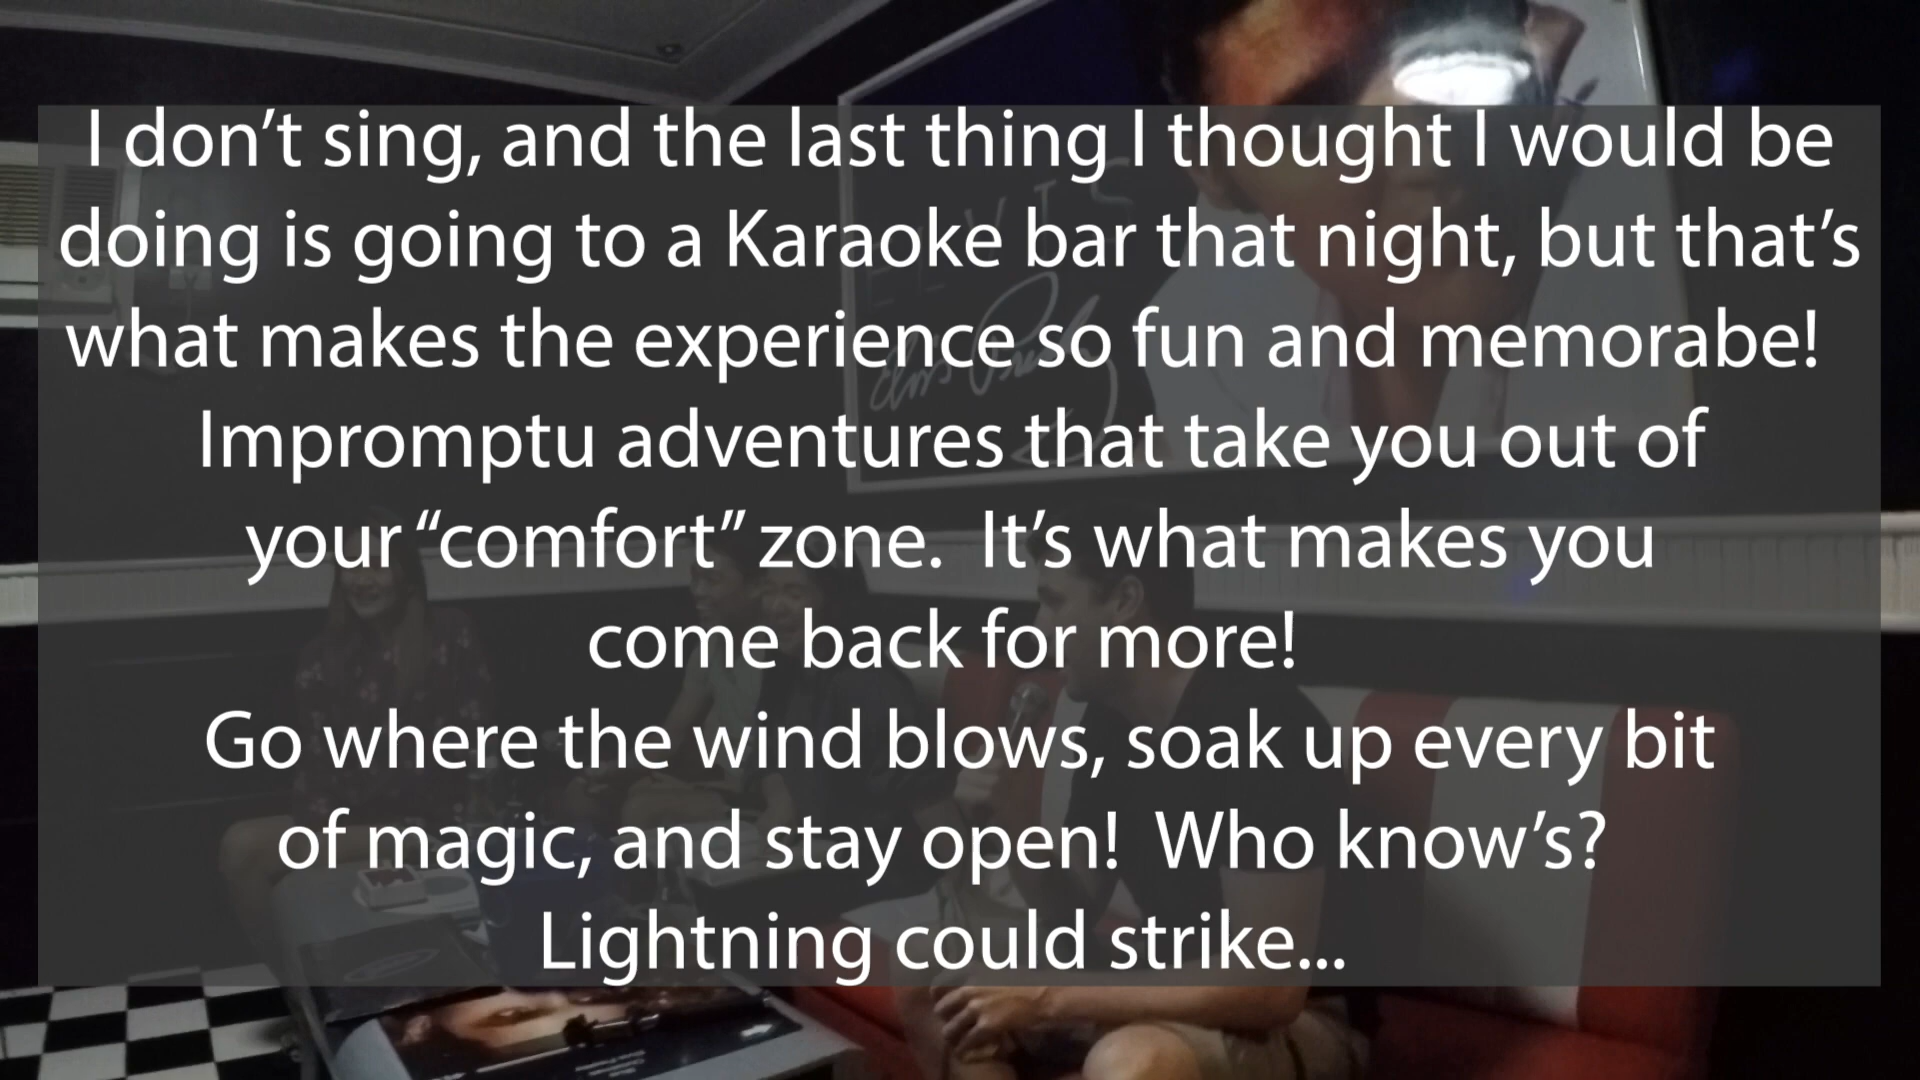 I don’t sing, and the last thing I thought I would be
doing is going to a Karaoke bar that night, but that’s
what makes the experience so fun and memorabe!
Impromptu adventures that take you out of
your “comfort” zone.  It’s what makes you
come back for more!
Go where the wind blows, soak up every bit
of magic, and stay open!  Who know’s?
Lightning could strike...
ELVIS
Elvis Presley